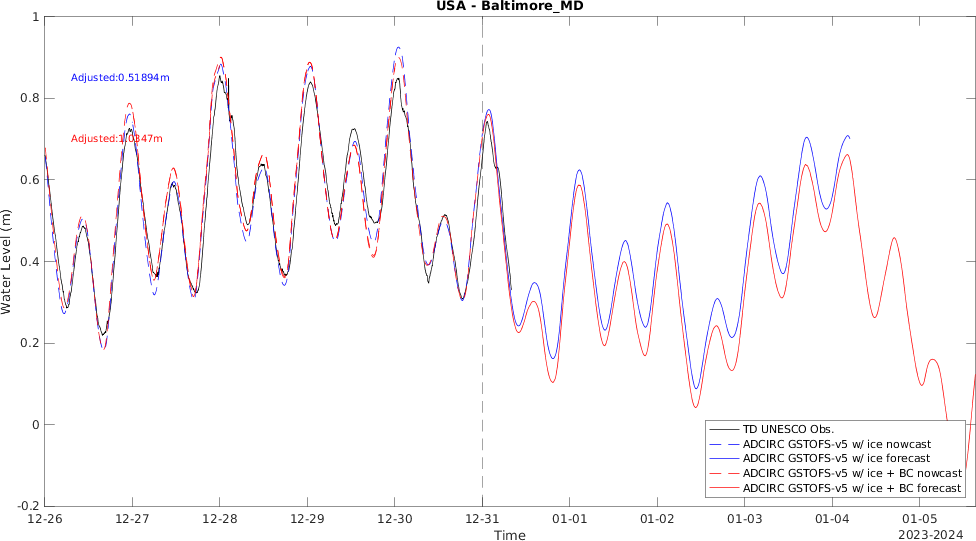 USA - Baltimore_MD
Water Level (m)
1
0.8
0.6
0.4
0.2
0
-0.2
Adjusted:0.51894m
Adjusted:1.0347m
TD UNESCO Obs.
ADCIRC GSTOFS-v5 w/ ice nowcast
ADCIRC GSTOFS-v5 w/ ice forecast
ADCIRC GSTOFS-v5 w/ ice + BC nowcast
ADCIRC GSTOFS-v5 w/ ice + BC forecast
12-26 12-27 12-28 12-29 12-30 12-31 01-01 01-02 01-03 01-04 01-05
Time
2023-2024